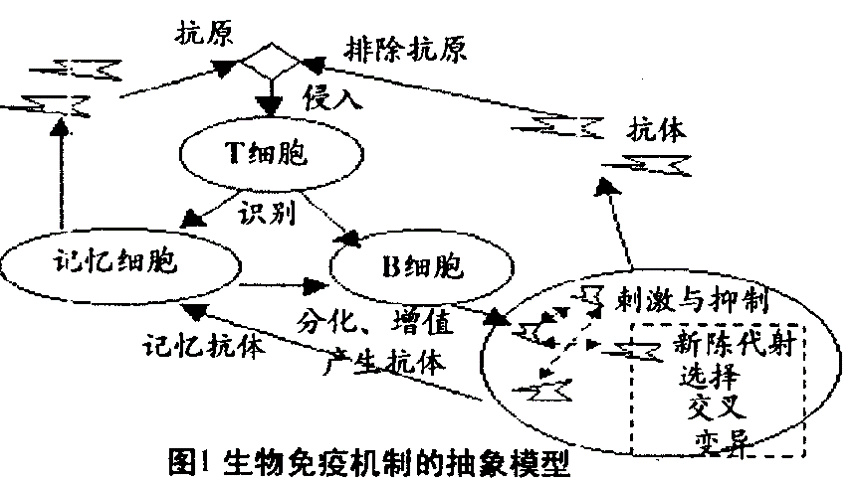 抗原
排除抗原
侵入
抗体
T细胞
识别
记忆细胞
B细胞
刺激与抑制
分化、增值
产生抗体
记忆抗体
新陈代射
选择
交叉
变异
图1 生物免疫机制的抽象模型